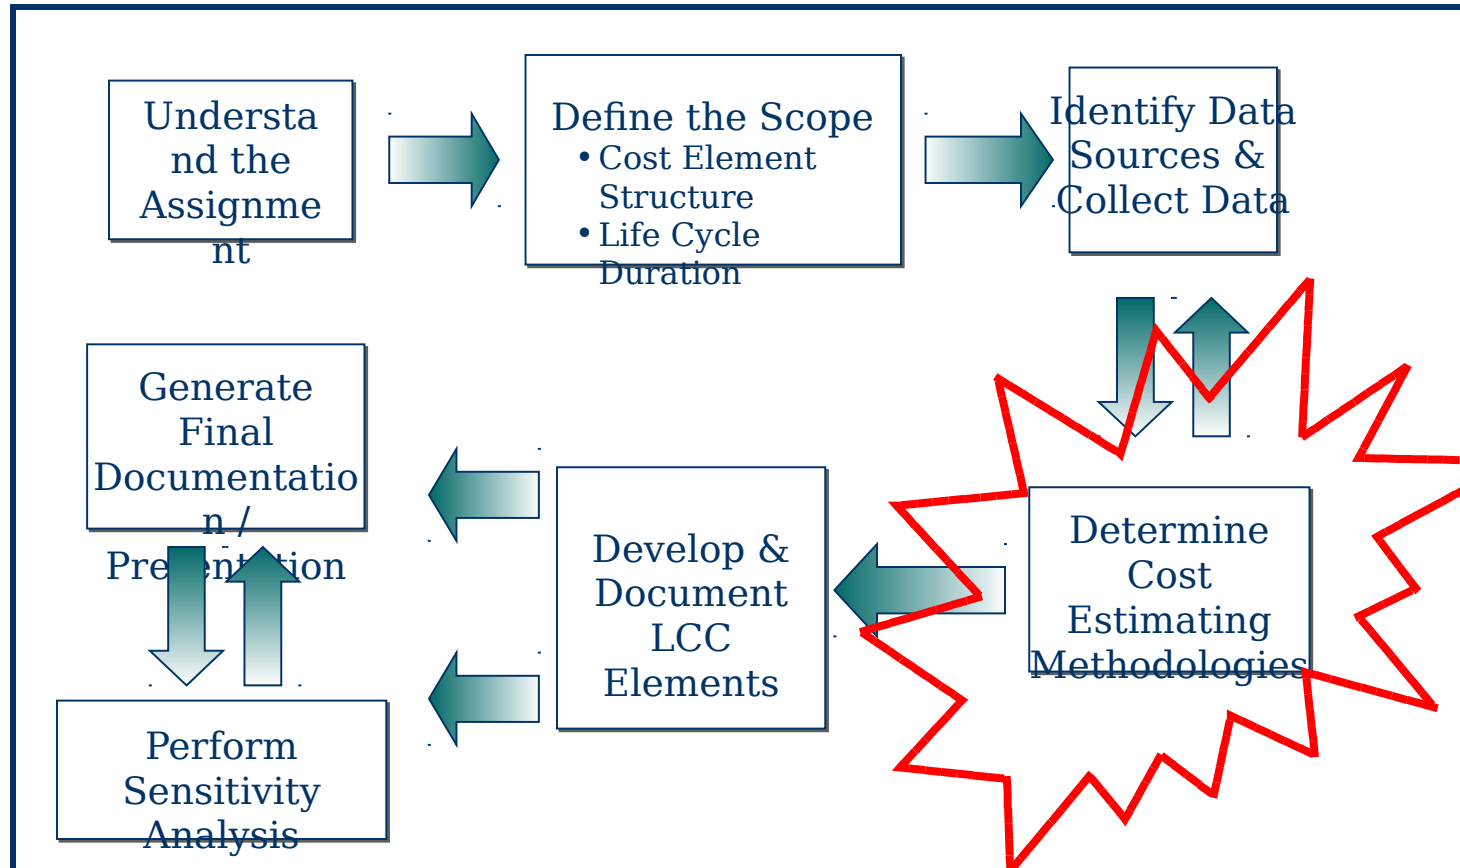 Understa
nd the
Assignme
nt
Define the Scope
• Cost Element
Structure
• Life Cycle
Duration
Identify Data
Sources &
Collect Data
Generate
Final
Documentatio
n /
Presentation
Develop &
Document
LCC
Elements
Determine
Cost
Estimating
Methodologies
Perform
Sensitivity
Analysis